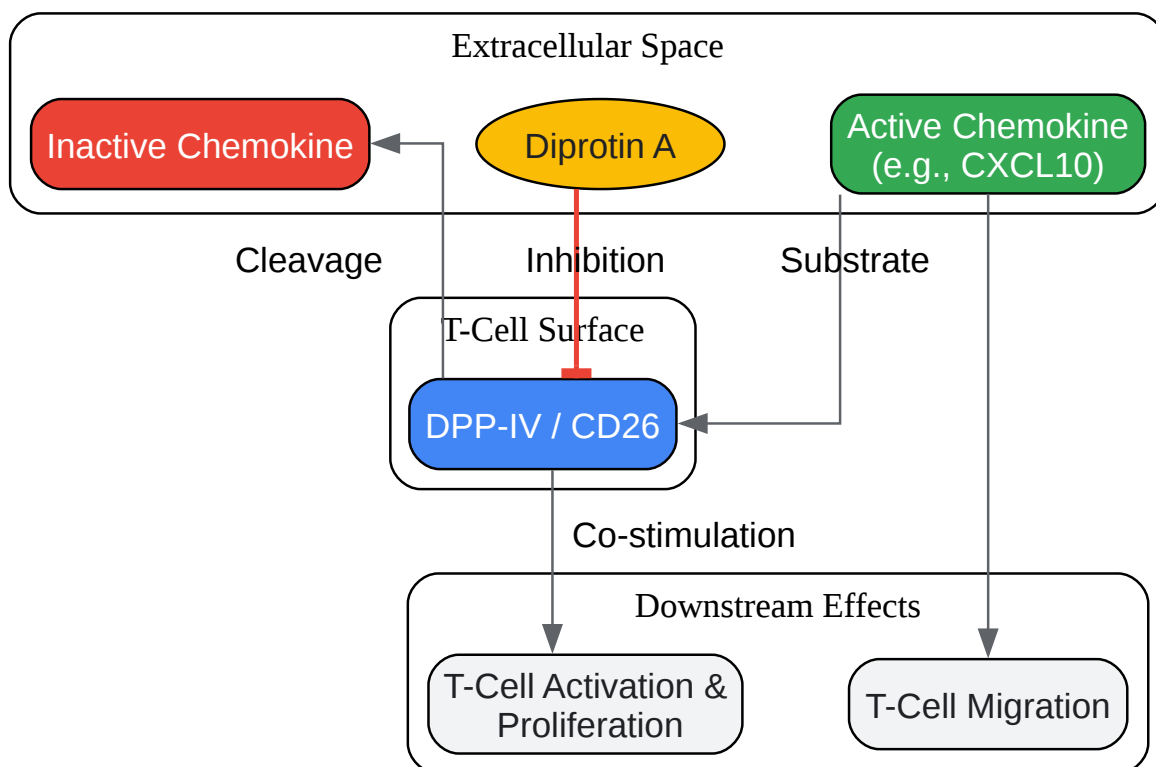 Extracellular Space
Inactive Chemokine
Diprotin A
Active Chemokine
(e.g., CXCL10)
Cleavage
Inhibition
Substrate
T-Cell Surface
DPP-IV / CD26
Co-stimulation
Downstream Effects
T-Cell Activation &
Proliferation
T-Cell Migration